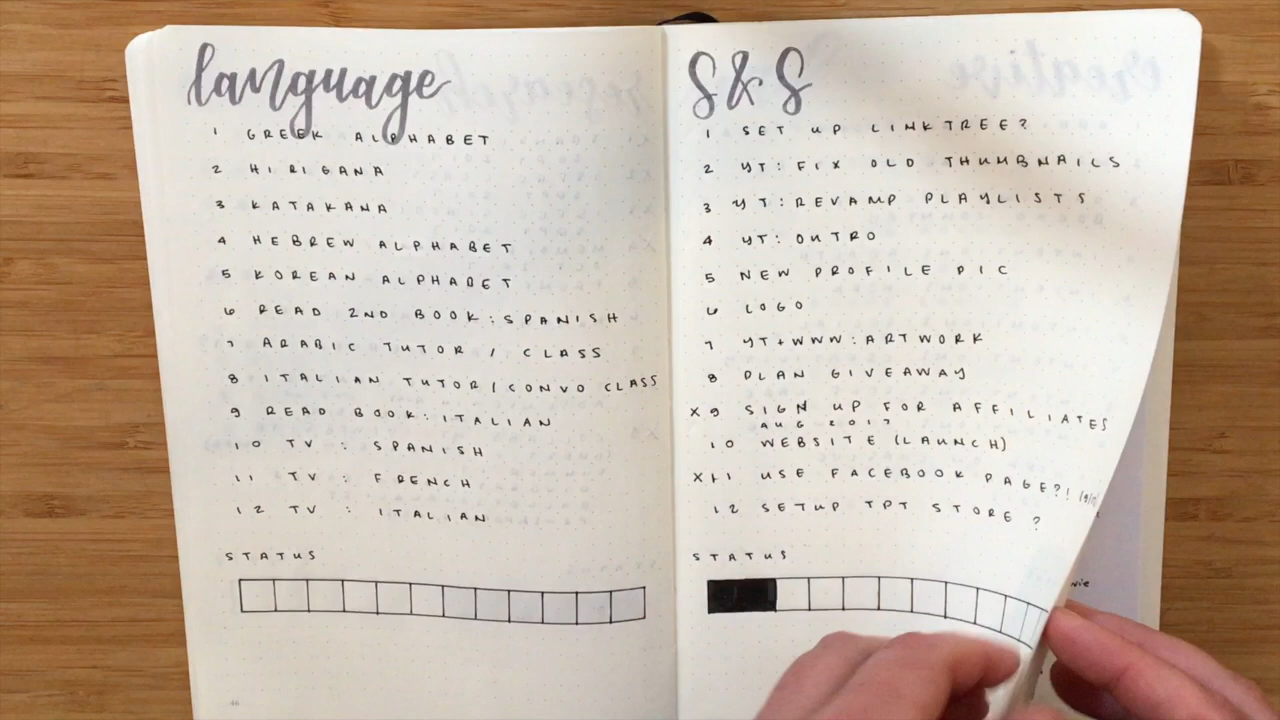 language
1 GREEK ALPHABET
2 HIRIGANA
3 KATAKANA
4 HEBREW ALPHABET
5 KOREAN ALPHABET
6 READ 2ND BOOK: SPANISH
7 ARABIC TUTOR / CLASS
8 ITALIAN TUTOR/CONVO CLASS
9 READ BOOK: ITALIAN
10 TV : SPANISH
11 TV : FRENCH
12 TV : ITALIAN
STATUS
46
S&S
1 SET UP LINKTREE?
2 YT: FIX OLD THUMBNAILS
3 YT: REVAMP PLAYLISTS
4 YT: OUTRO
5 NEW PROFILE PIC
6 LOGO
7 YT+WWW: ARTWORK
8 PLAN GIVEAWAY
X 9 SIGN UP FOR AFFILIATES
AUG 2017
10 WEBSITE (LAUNCH)
X 11 USE FACEBOOK PAGE?!
12 SETUP TPT STORE?
STATUS